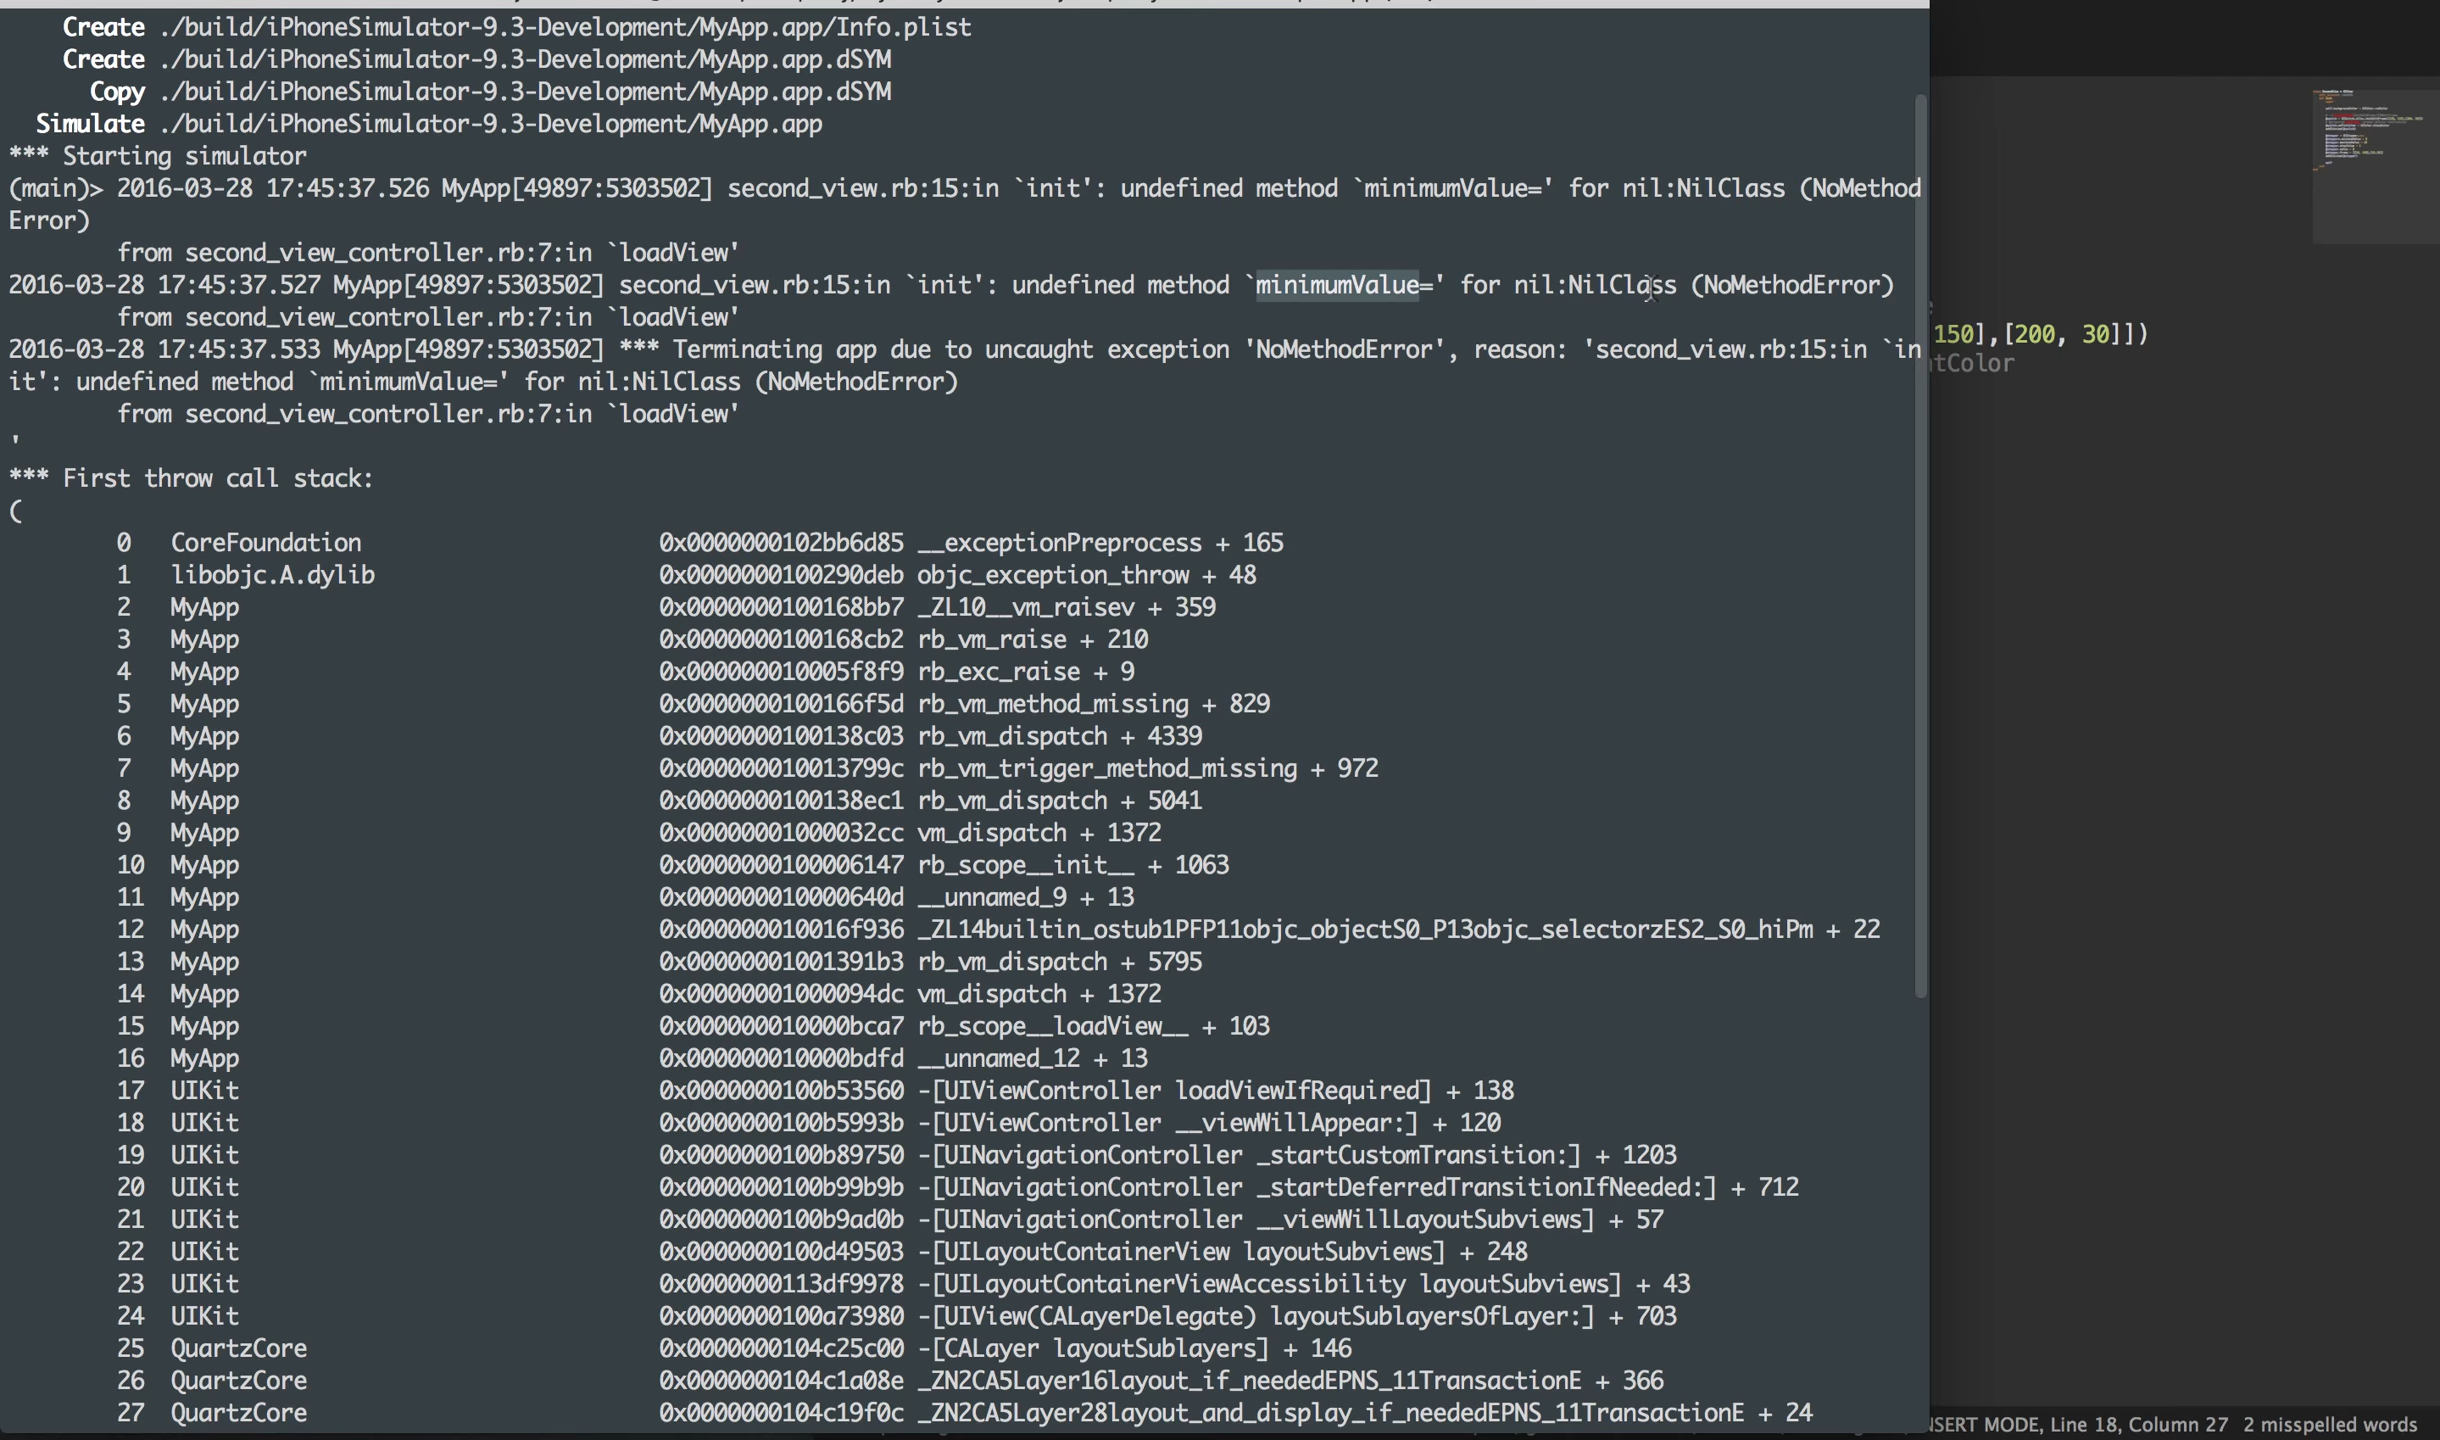 Create ./build/iPhoneSimulator-9.3-Development/MyApp.app/Info.plist
Create ./build/iPhoneSimulator-9.3-Development/MyApp.app.dSYM
Copy ./build/iPhoneSimulator-9.3-Development/MyApp.app.dSYM
Simulate ./build/iPhoneSimulator-9.3-Development/MyApp.app
*** Starting simulator
(main)> 2016-03-28 17:45:37.526 MyApp[49897:5303502] second_view.rb:15:in `init': undefined method `minimumValue=' for nil:NilClass (NoMethod
Error)
from second_view_controller.rb:7:in `loadView'
2016-03-28 17:45:37.527 MyApp[49897:5303502] second_view.rb:15:in `init': undefined method `minimumValue=' for nil:NilClass (NoMethodError)
from second_view_controller.rb:7:in `loadView'
2016-03-28 17:45:37.533 MyApp[49897:5303502] *** Terminating app due to uncaught exception 'NoMethodError', reason: 'second_view.rb:15:in `in
it': undefined method `minimumValue=' for nil:NilClass (NoMethodError)
from second_view_controller.rb:7:in `loadView'
'
*** First throw call stack:
(
0 CoreFoundation 0x0000000102bb6d85 __exceptionPreprocess + 165
1 libobjc.A.dylib 0x0000000100290deb objc_exception_throw + 48
2 MyApp 0x0000000100168bb7 _ZL10__vm_raisev + 359
3 MyApp 0x0000000100168cb2 rb_vm_raise + 210
4 MyApp 0x000000010005f8f9 rb_exc_raise + 9
5 MyApp 0x0000000100166f5d rb_vm_method_missing + 829
6 MyApp 0x0000000100138c03 rb_vm_dispatch + 4339
7 MyApp 0x000000010013799c rb_vm_trigger_method_missing + 972
8 MyApp 0x0000000100138ec1 rb_vm_dispatch + 5041
9 MyApp 0x00000001000032cc vm_dispatch + 1372
10 MyApp 0x0000000100006147 rb_scope__init__ + 1063
11 MyApp 0x000000010000640d __unnamed_9 + 13
12 MyApp 0x000000010016f936 _ZL14builtin_ostub1PFP11objc_objectS0_P13objc_selectorzES2_S0_hiPm + 22
13 MyApp 0x00000001001391b3 rb_vm_dispatch + 5795
14 MyApp 0x00000001000094dc vm_dispatch + 1372
15 MyApp 0x000000010000bca7 rb_scope__loadView__ + 103
16 MyApp 0x000000010000bdfd __unnamed_12 + 13
17 UIKit 0x0000000100b53560 -[UIViewController loadViewIfRequired] + 138
18 UIKit 0x0000000100b5993b -[UIViewController __viewWillAppear:] + 120
19 UIKit 0x0000000100b89750 -[UINavigationController _startCustomTransition:] + 1203
20 UIKit 0x0000000100b99b9b -[UINavigationController _startDeferredTransitionIfNeeded:] + 712
21 UIKit 0x0000000100b9ad0b -[UINavigationController __viewWillLayoutSubviews] + 57
22 UIKit 0x0000000100d49503 -[UILayoutContainerView layoutSubviews] + 248
23 UIKit 0x0000000113df9978 -[UILayoutContainerViewAccessibility layoutSubviews] + 43
24 UIKit 0x0000000100a73980 -[UIView(CALayerDelegate) layoutSublayersOfLayer:] + 703
25 QuartzCore 0x0000000104c25c00 -[CALayer layoutSublayers] + 146
26 QuartzCore 0x0000000104c1a08e _ZN2CA5Layer16layout_if_neededEPNS_11TransactionE + 366
27 QuartzCore 0x0000000104c19f0c _ZN2CA5Layer28layout_and_display_if_neededEPNS_11TransactionE + 24
150],[200, 30]])
tColor
NSERT MODE, Line 18, Column 27 2 misspelled words